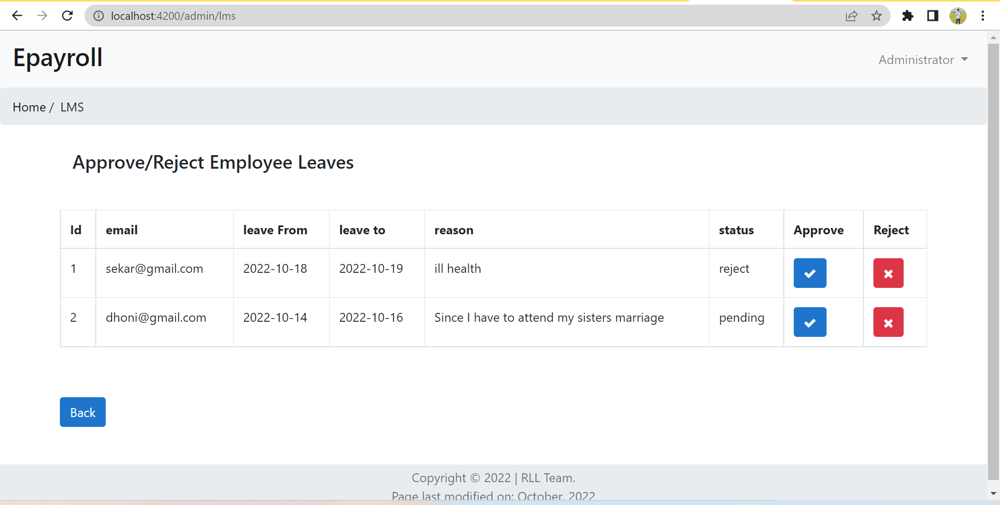 localhost:4200/admin/lms
Epayroll
Administrator
Home / LMS
Approve/Reject Employee Leaves
Id email leave From leave to reason status Approve Reject
1 sekar@gmail.com 2022-10-18 2022-10-19 ill health reject
2 dhoni@gmail.com 2022-10-14 2022-10-16 Since I have to attend my sisters marriage pending
Back
Copyright © 2022 | RLL Team.
Page last modified on: October, 2022